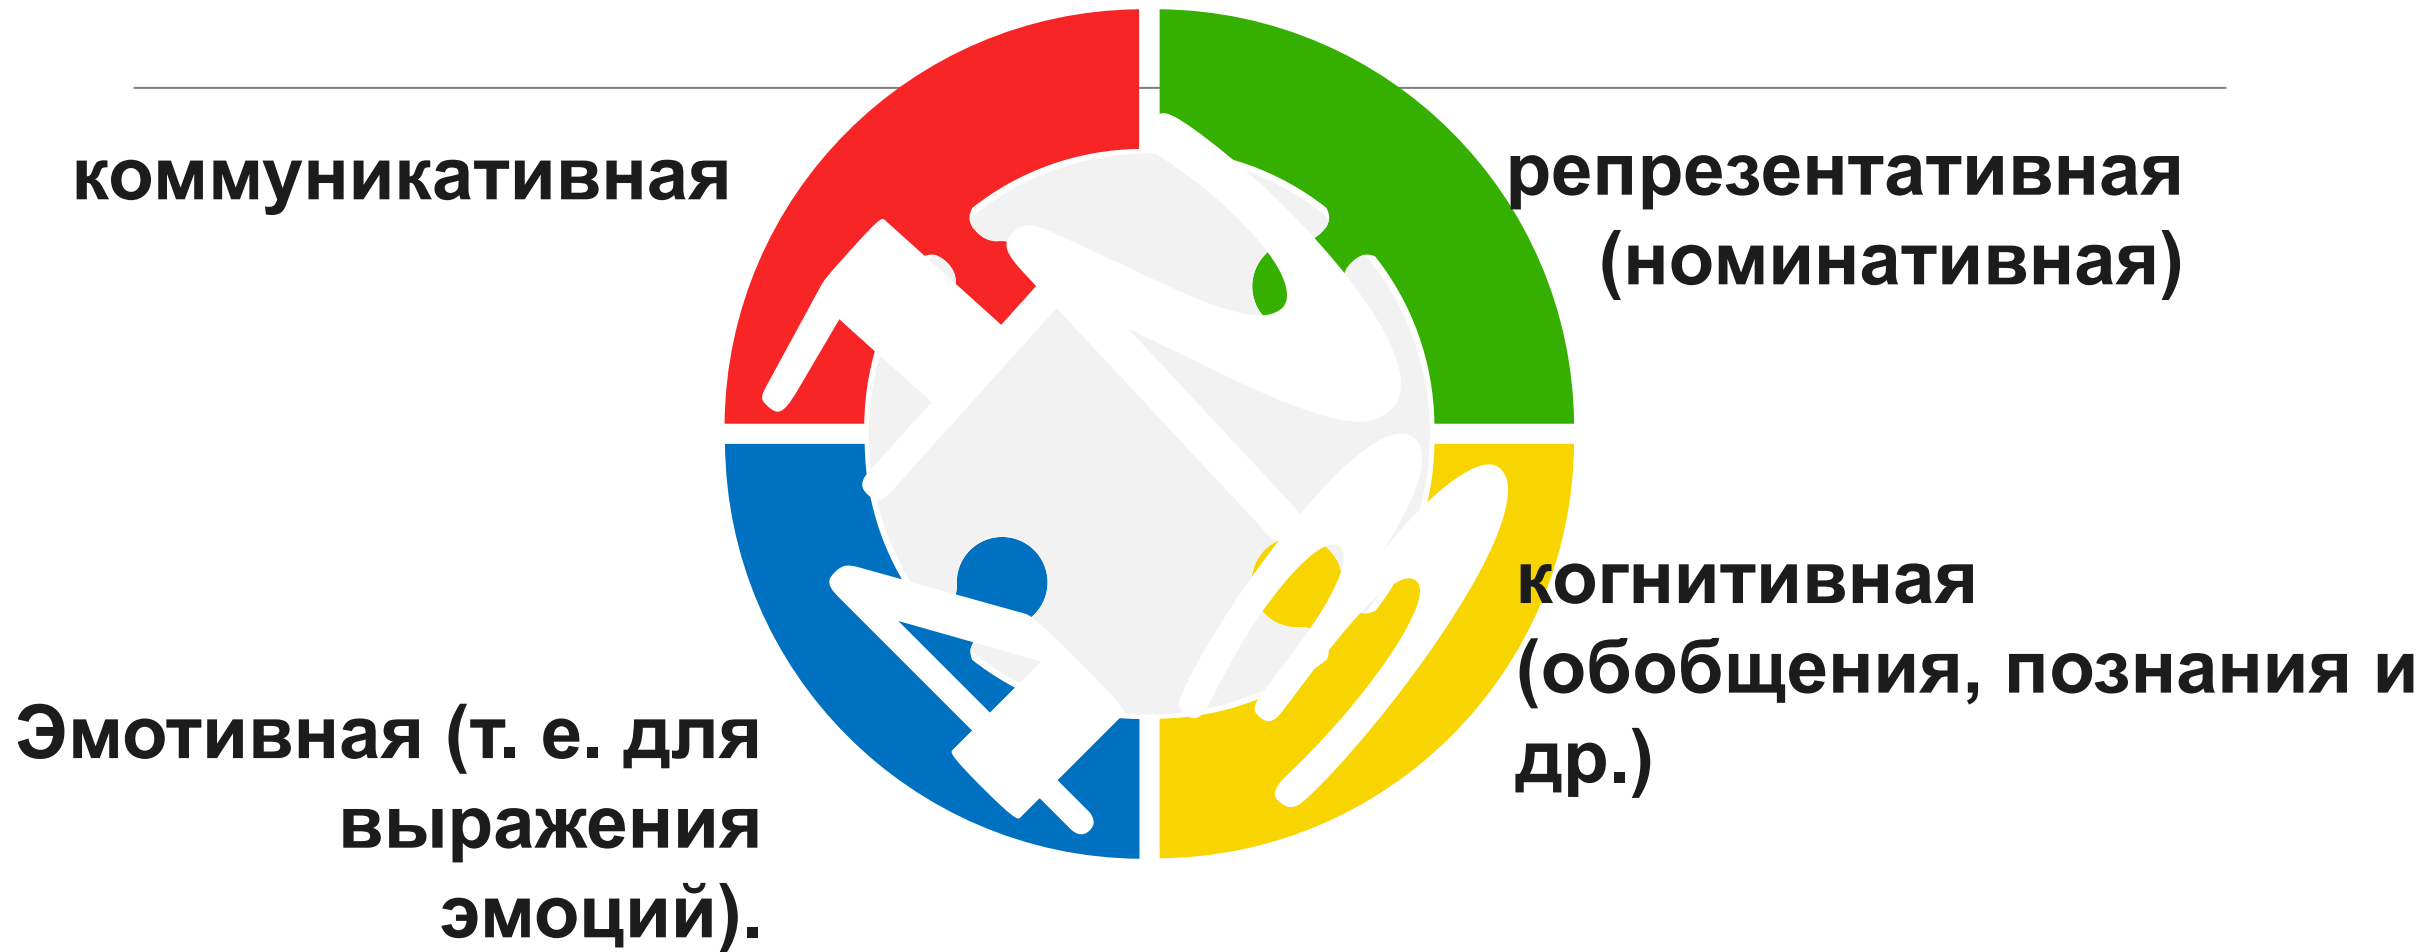 коммуникативная
репрезентативная
(номинативная)
когнитивная
(обобщения, познания и
др.)
Эмотивная (т. е. для
выражения
эмоций).